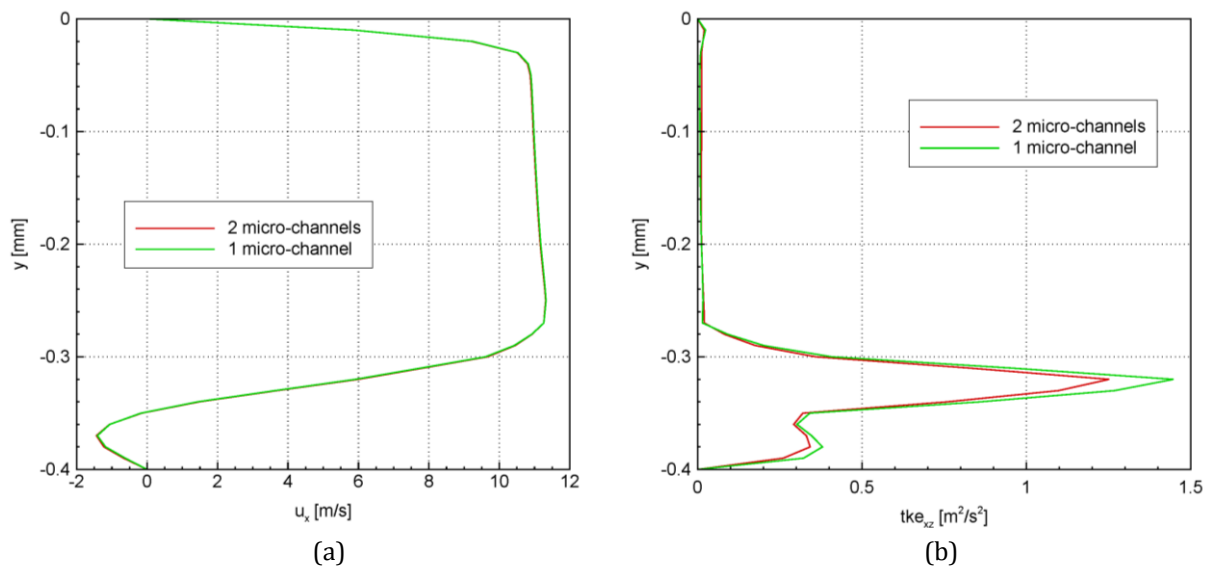 0
-0.1
-0.2
-0.3
-0.4
y [mm]
2 micro-channels
1 micro-channel
-2 0 2 4 6 8 10 12
u_x [m/s]
(a)
0
-0.1
-0.2
-0.3
-0.4
y [mm]
2 micro-channels
1 micro-channel
0 0.5 1 1.5
tke_xz [m²/s²]
(b)